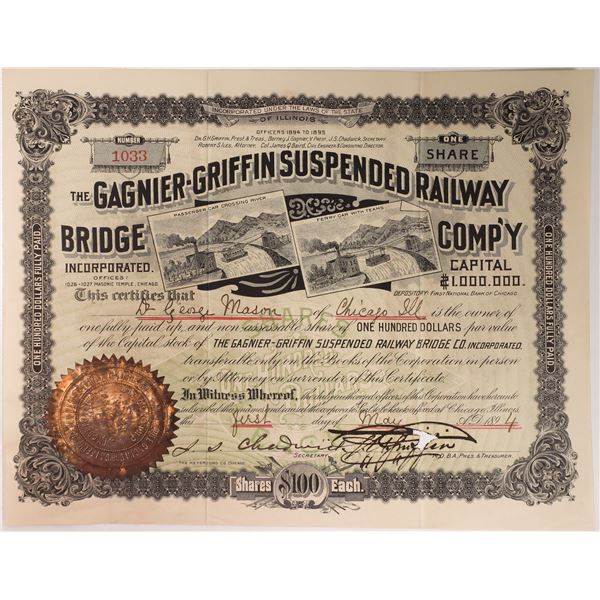 INCORPORATED UNDER THE LAWS OF THE STATE
OF ILLINOIS
OFFICERS 1894 TO 1895
DR. G.H. GRIFFIN, PREST & TREAS., BARNEY J. GAGNIER, V. PREST., J.S. CHADWICK, SECRETARY
ROBERT S. ILES, ATTORNEY, COL. JAMES Q. BAIRD, CIVIL ENGINEER & CONSULTING DIRECTOR.
NUMBER
1033
ONE
SHARE
THE GAGNIER-GRIFFIN SUSPENDED RAILWAY
BRIDGE COMP'Y
PASSENGER CAR CROSSING RIVER
FERRY CAR WITH TEAMS
INCORPORATED.
OFFICES:
1026-1027 MASONIC TEMPLE, CHICAGO.
CAPITAL
$1.000.000.
DEPOSITORY: FIRST NATIONAL BANK OF CHICAGO.
This certifies that Dr George Mason of Chicago Ill is the owner of
one fully paid up, and non-assessable share of ONE HUNDRED DOLLARS par value
of the Capital stock of THE GAGNIER-GRIFFIN SUSPENDED RAILWAY BRIDGE CO. INCORPORATED.
transferable only in the Books of the Corporation in person
or by Attorney on surrender of this Certificate.
In Witness Whereof, the duly authorized officers of this Corporation have hereunto
subscribed their names and caused the corporate seal to be hereto affixed at Chicago, Illinois,
this first day of May A.D. 1894
J. S. Chadwick
SECRETARY
M.D.B.A., PRES. & TREASURER.
Shares $100 Each.
ONE HUNDRED DOLLARS FULLY PAID
ONE HUNDRED DOLLARS FULLY PAID